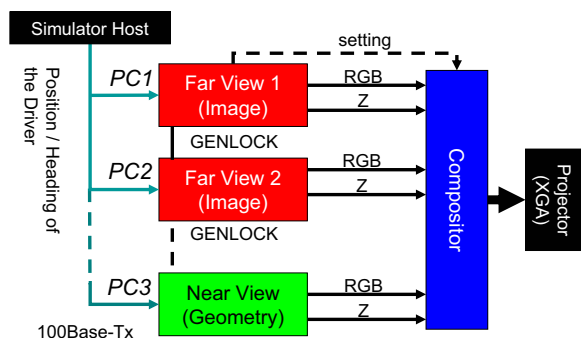 Simulator Host
setting
Position / Heading of
the Driver
PC1
Far View 1
(Image)
RGB
Z
GENLOCK
PC2
Far View 2
(Image)
RGB
Z
GENLOCK
PC3
Near View
(Geometry)
RGB
Z
Compositor
Projector
(XGA)
100Base-Tx